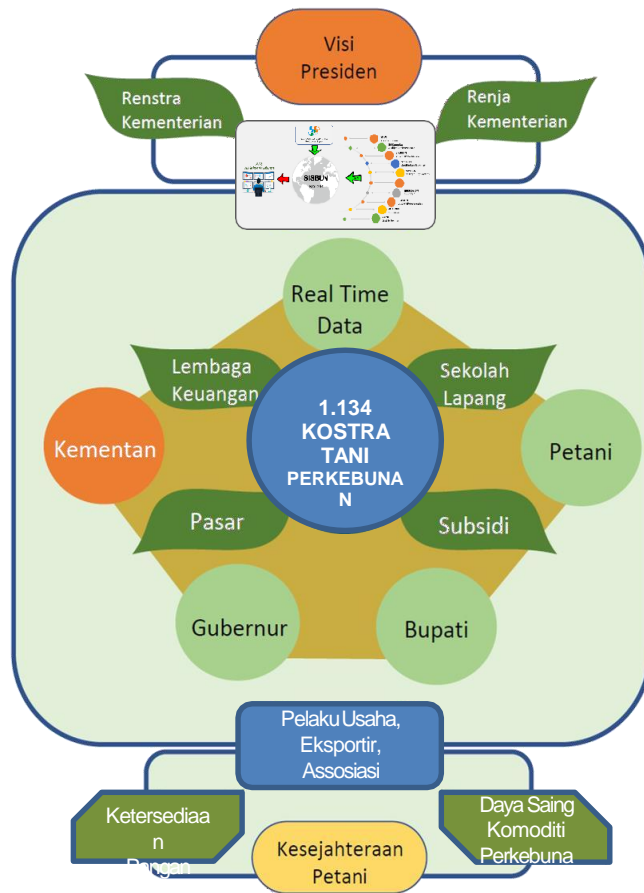 Visi
Presiden
Renstra
Kementerian
Renja
Kementerian
SISBUN
Real Time
Data
Lembaga
Keuangan
Sekolah
Lapang
1.134
KOSTRA
TANI
PERKEBUNA
N
Kementan
Petani
Pasar
Subsidi
Gubernur
Bupati
Pelaku Usaha,
Eksportir,
Assosiasi
Ketersediaa
n
Pangan
Daya Saing
Komoditi
Perkebuna
Kesejahteraan
Petani